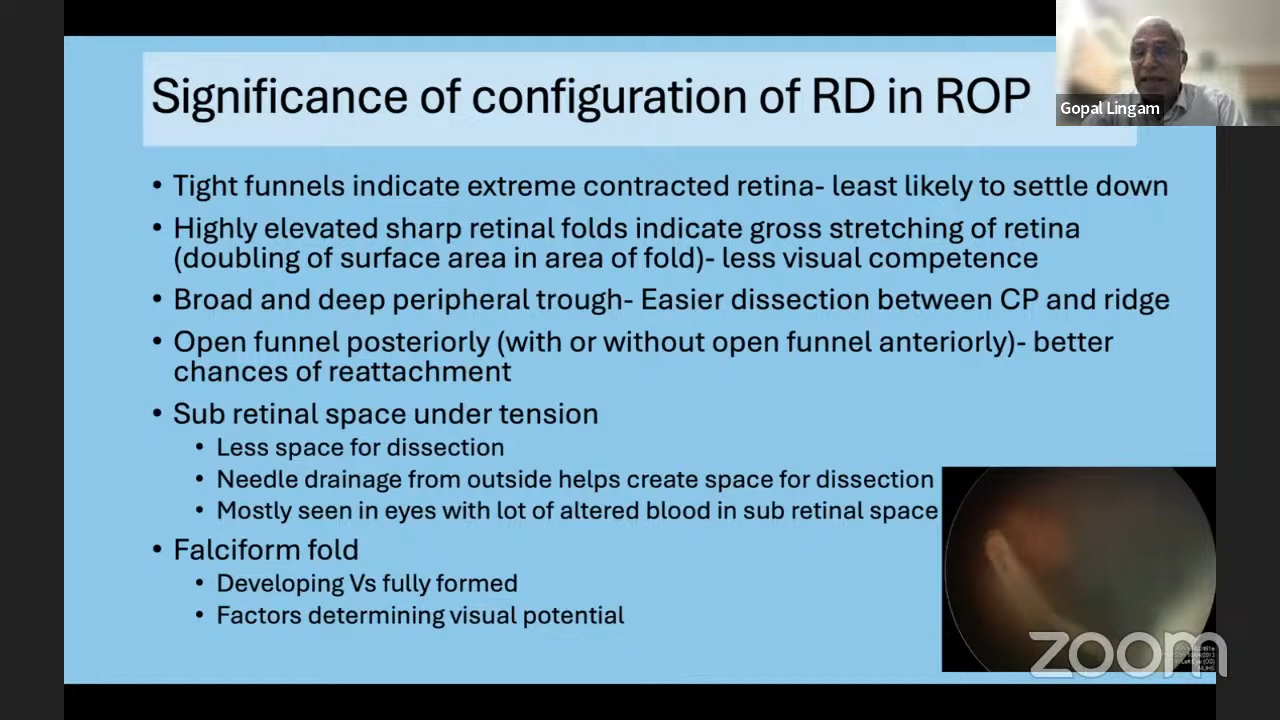 Significance of configuration of RD in ROP
Gopal Lingam
• Tight funnels indicate extreme contracted retina- least likely to settle down
• Highly elevated sharp retinal folds indicate gross stretching of retina
(doubling of surface area in area of fold)- less visual competence
• Broad and deep peripheral trough- Easier dissection between CP and ridge
• Open funnel posteriorly (with or without open funnel anteriorly)- better
chances of reattachment
• Sub retinal space under tension
• Less space for dissection
• Needle drainage from outside helps create space for dissection
• Mostly seen in eyes with lot of altered blood in sub retinal space
• Falciform fold
• Developing Vs fully formed
• Factors determining visual potential
zoom